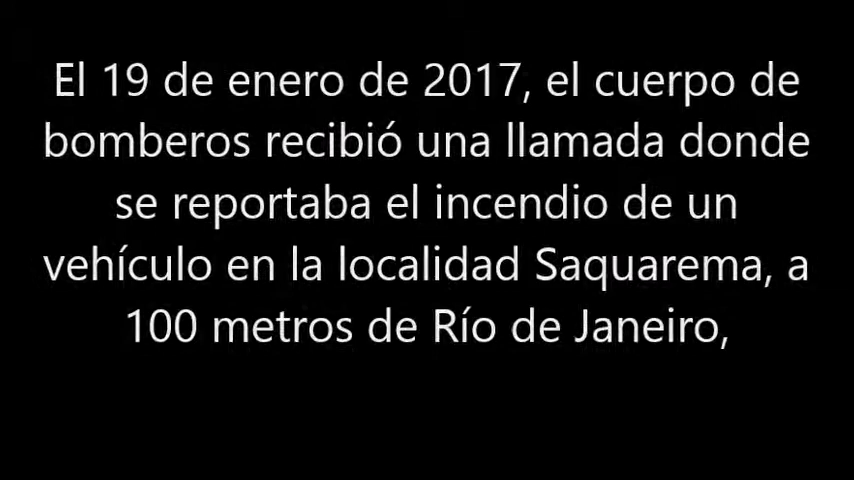 El 19 de enero de 2017, el cuerpo de
bomberos recibió una llamada donde
se reportaba el incendio de un
vehículo en la localidad Saquarema, a
100 metros de Río de Janeiro,